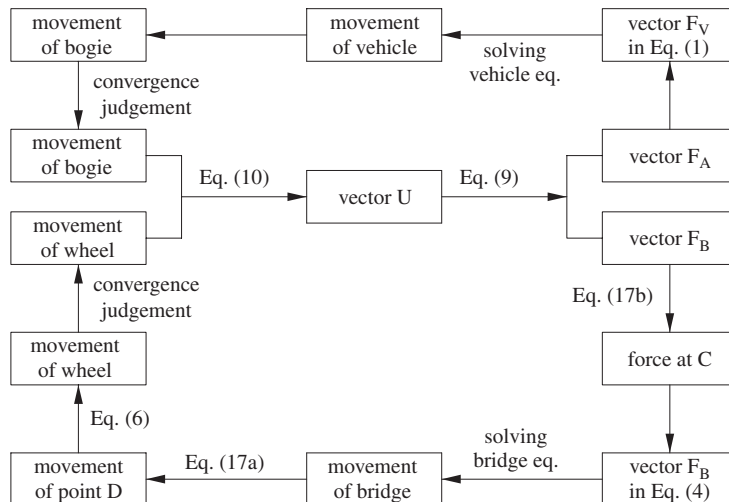 movement
of bogie
movement
of vehicle
vector F_V
in Eq. (1)
solving
vehicle eq.
convergence
judgement
movement
of bogie
vector F_A
Eq. (10)
vector U
Eq. (9)
movement
of wheel
vector F_B
convergence
judgement
Eq. (17b)
movement
of wheel
force at C
Eq. (6)
solving
bridge eq.
movement
of point D
Eq. (17a)
movement
of bridge
vector F_B
in Eq. (4)